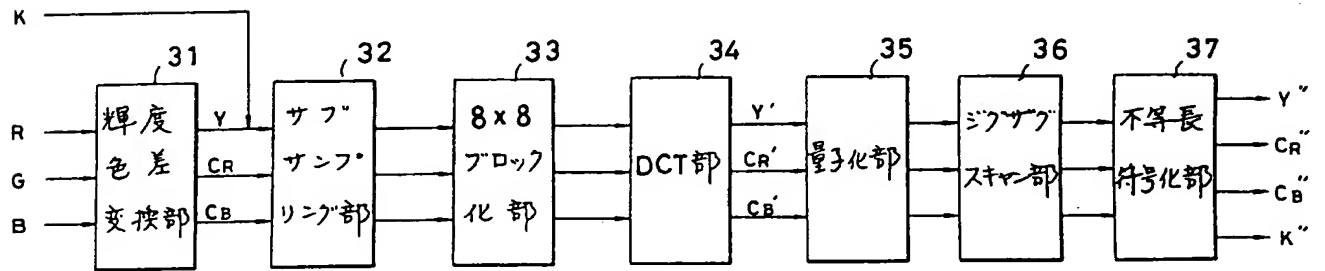 K
31
32
33
34
35
36
37
R
G
B
輝度
色差
変換部
Y
CR
CB
サブ
サンプ
リング部
8×8
ブロック
化部
DCT部
Y'
CR'
CB'
量子化部
ジグザグ
スキャン部
不等長
符号化部
Y"
CR"
CB"
K"